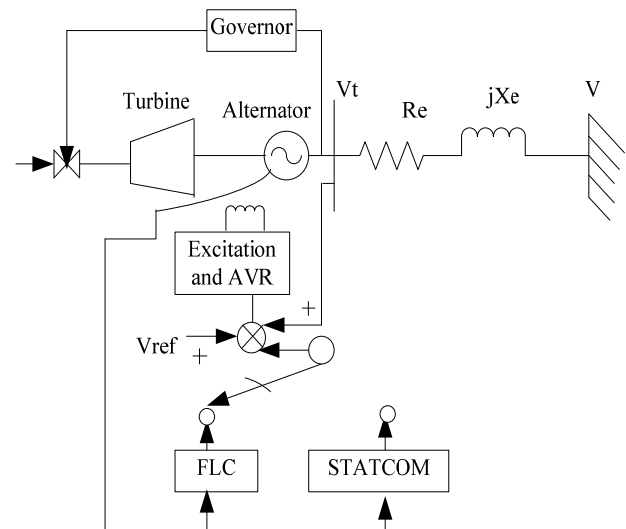 Governor
Vt
Turbine
Alternator
Re
jXe
V
Excitation
and AVR
+
Vref
+
FLC
STATCOM